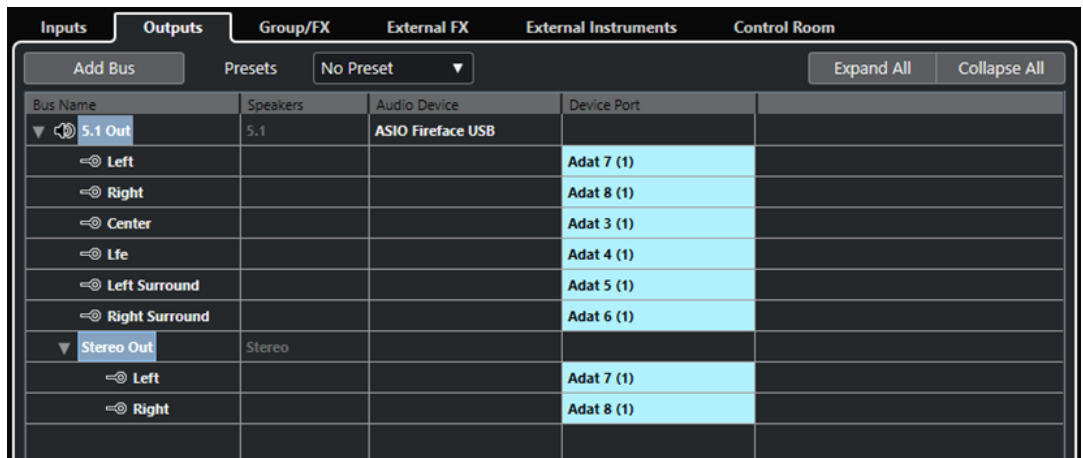 Inputs Outputs Group/FX External FX External Instruments Control Room
Add Bus Presets No Preset Expand All Collapse All
Bus Name Speakers Audio Device Device Port
5.1 Out 5.1 ASIO Fireface USB
Left Adat 7 (1)
Right Adat 8 (1)
Center Adat 3 (1)
Lfe Adat 4 (1)
Left Surround Adat 5 (1)
Right Surround Adat 6 (1)
Stereo Out Stereo
Left Adat 7 (1)
Right Adat 8 (1)